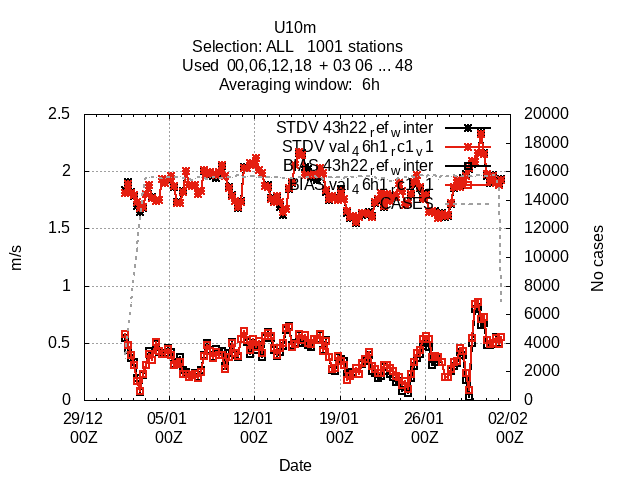 U10m
Selection: ALL   1001 stations
Used  00,06,12,18  + 03 06 ... 48
Averaging window:  6h
STDV 43h22_ref_winter
STDV val_46h1_rc1_v1
BIAS 43h22_ref_winter
BIAS val_46h1_rc1_v1
CASES
2.5
2
1.5
1
0.5
0
m/s
20000
18000
16000
14000
12000
10000
8000
6000
4000
2000
0
No cases
29/12 05/01 12/01 19/01 26/01 02/02
00Z 00Z 00Z 00Z 00Z 00Z
Date